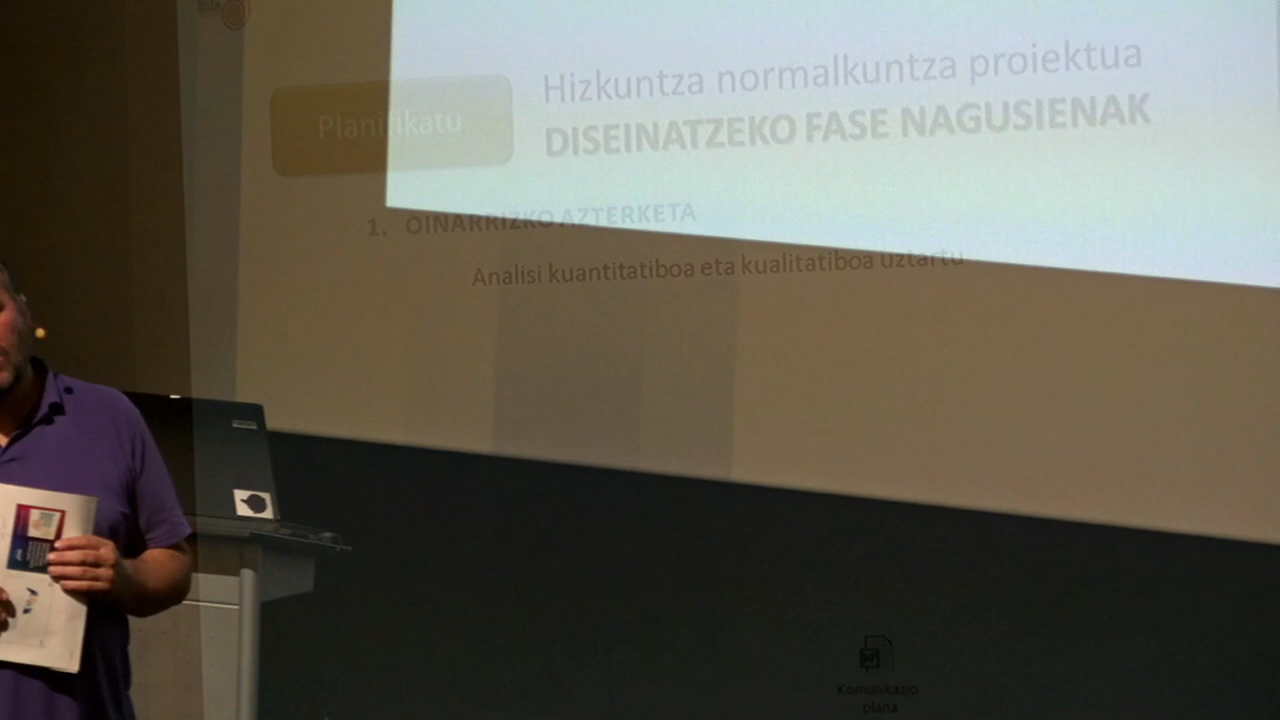 Hizkuntza normalkuntza proiektua
Planifikatu
DISEINATZEKO FASE NAGUSIENAK
1. OINARRIZKO AZTERKETA
Analisi kuantitatiboa eta kualitatiboa uztartu
Komunikazio
plana